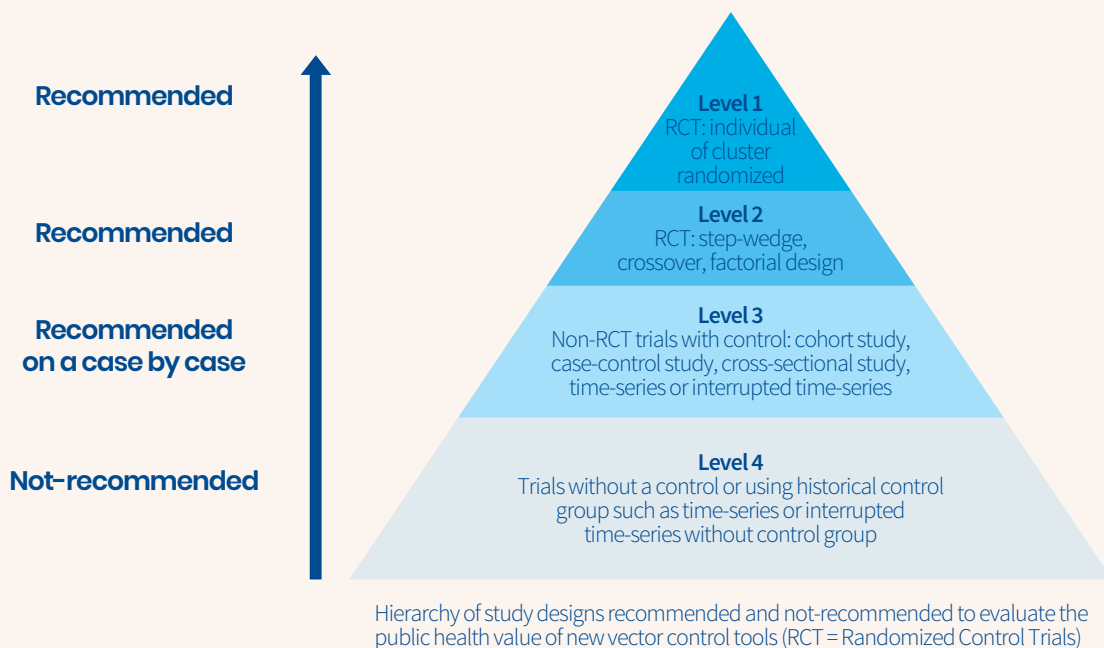 Recommended
Level 1
RCT: individual
of cluster
randomized
Recommended
Level 2
RCT: step-wedge,
crossover, factorial design
Recommended
on a case by case
Level 3
Non-RCT trials with control: cohort study,
case-control study, cross-sectional study,
time-series or interrupted time-series
Not-recommended
Level 4
Trials without a control or using historical control
group such as time-series or interrupted
time-series without control group
Hierarchy of study designs recommended and not-recommended to evaluate the
public health value of new vector control tools (RCT = Randomized Control Trials)